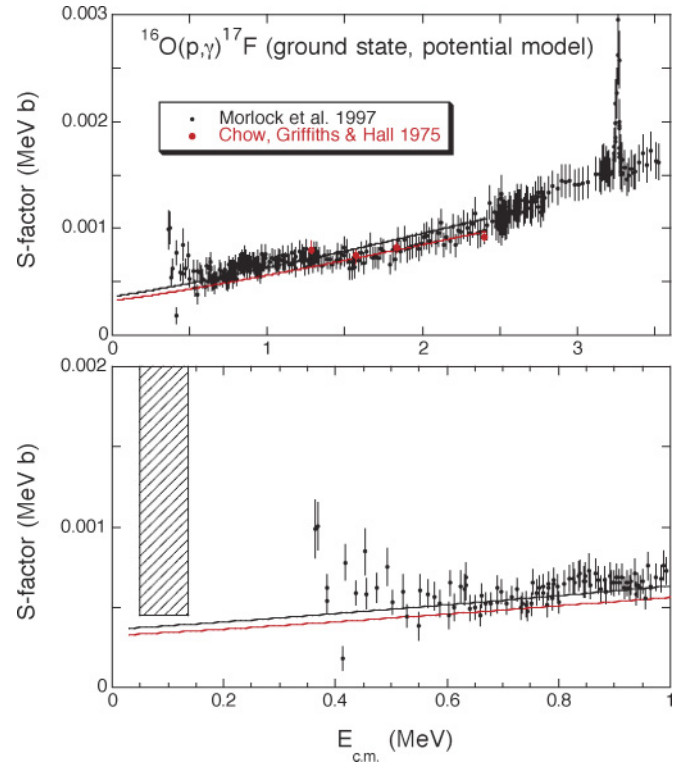 0.003
¹⁶O(p,γ)¹⁷F (ground state, potential model)
Morlock et al. 1997
Chow, Griffiths & Hall 1975
0.002
0.001
0
S-factor (MeV b)
0 1 2 3
0.002
0.001
0
S-factor (MeV b)
0 0.2 0.4 0.6 0.8 1
E c.m. (MeV)